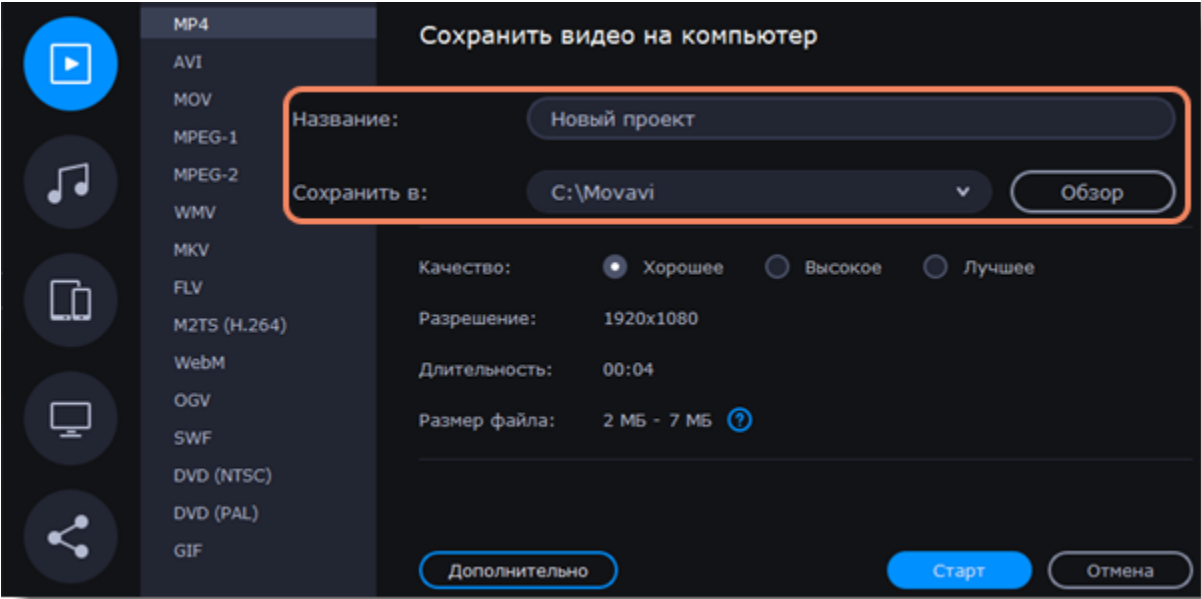 MP4
AVI
MOV
MPEG-1
MPEG-2
WMV
MKV
FLV
M2TS (H.264)
WebM
OGV
SWF
DVD (NTSC)
DVD (PAL)
GIF
Сохранить видео на компьютер
Название: Новый проект
Сохранить в: C:\Movavi Обзор
Качество: Хорошее Высокое Лучшее
Разрешение: 1920x1080
Длительность: 00:04
Размер файла: 2 МБ - 7 МБ ?
Дополнительно Старт Отмена